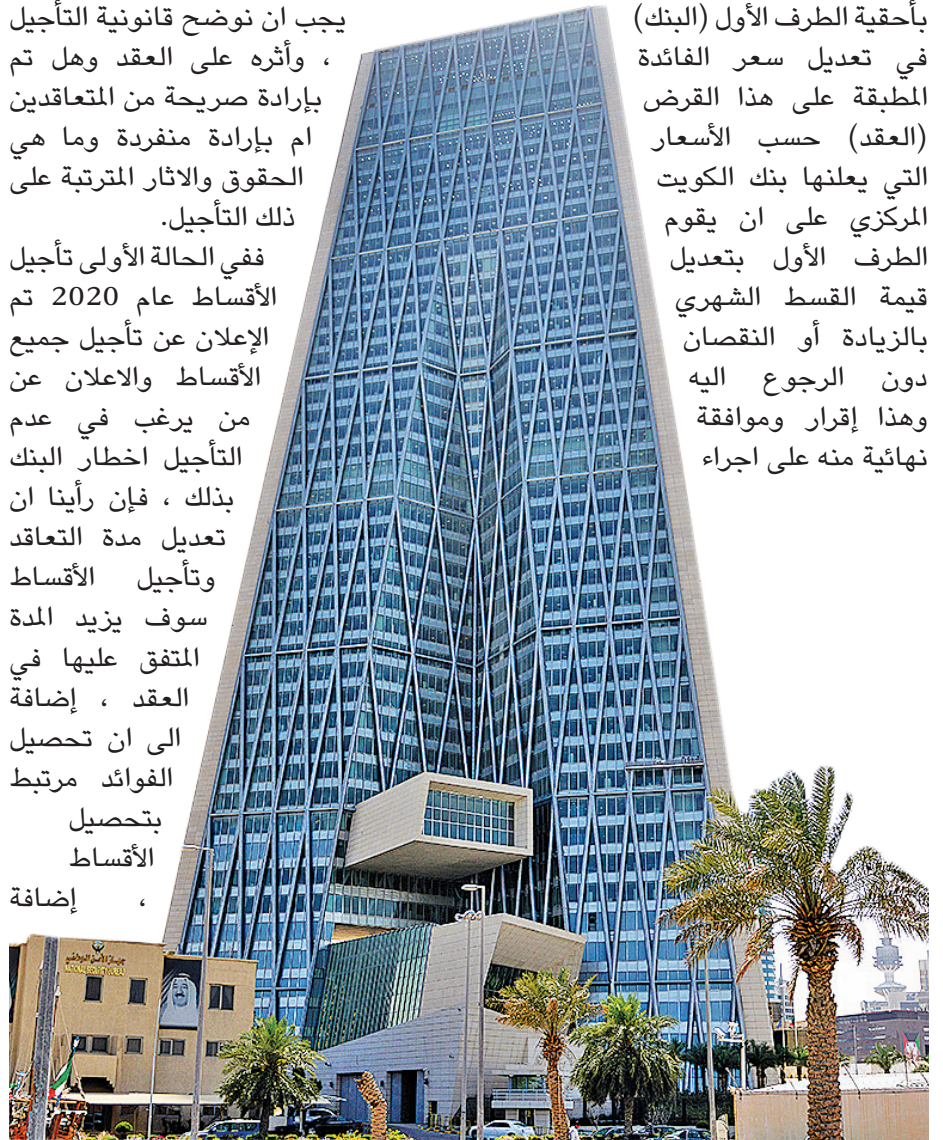 بأحقية الطرف الأول (البنك)
في تعديل سعر الفائدة
المطبقة على هذا القرض
(العقد) حسب الأسعار
التي يعلنها بنك الكويت
المركزي على ان يقوم
الطرف الأول بتعديل
قيمة القسط الشهري
بالزيادة أو النقصان
دون الرجوع اليه
وهذا إقرار وموافقة
نهائية منه على اجراء
يجب ان نوضح قانونية التأجيل
، وأثره على العقد وهل تم
بإرادة صريحة من المتعاقدين
ام بإرادة منفردة وما هي
الحقوق والاثار المترتبة على
ذلك التأجيل.
ففي الحالة الأولى تأجيل
الأقساط عام 2020 تم
الإعلان عن تأجيل جميع
الأقساط والاعلان عن
من يرغب في عدم
التأجيل اخطار البنك
بذلك ، فإن رأينا ان
تعديل مدة التعاقد
وتأجيل الأقساط
سوف يزيد المدة
المتفق عليها في
العقد ، إضافة
الى ان تحصيل
الفوائد مرتبط
بتحصيل
الأقساط
، إضافة
NATIONAL SECURITY BUREAU